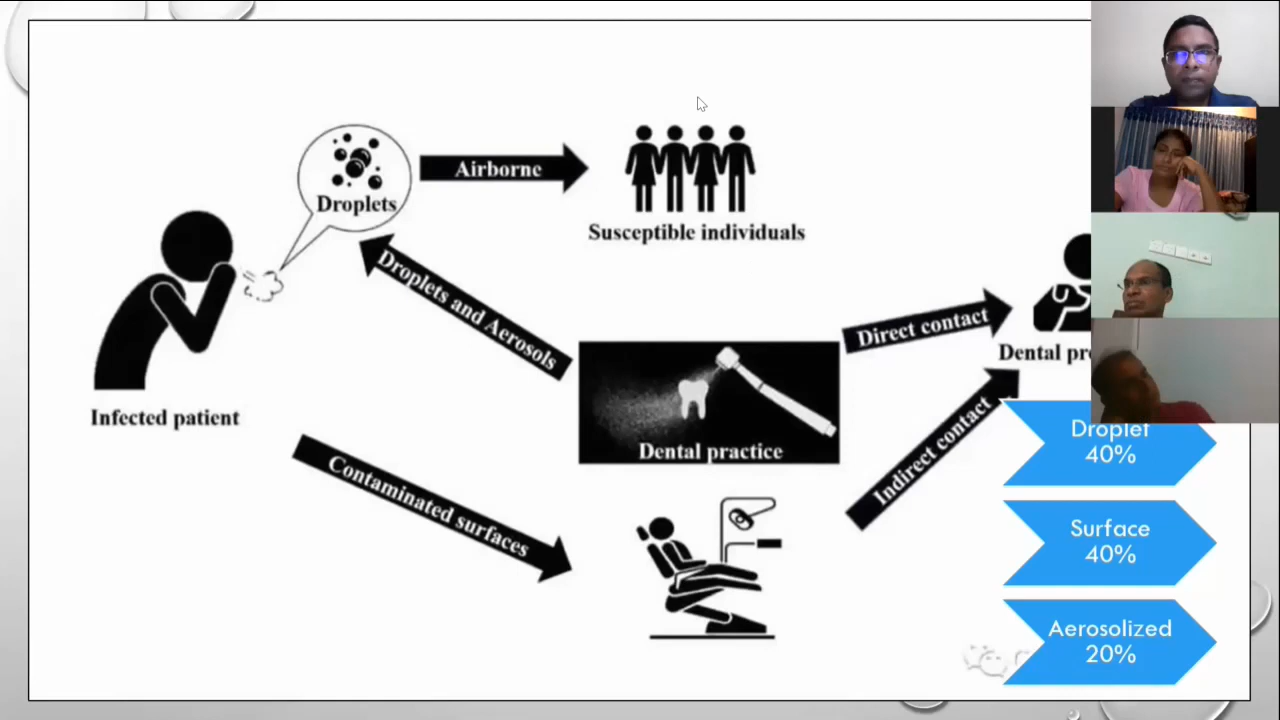 Droplets
Airborne
Susceptible individuals
Droplets and Aerosols
Direct contact
Infected patient
Dental
Dental practice
Contaminated surfaces
Indirect contact
Droplet
40%
Surface
40%
Aerosolized
20%